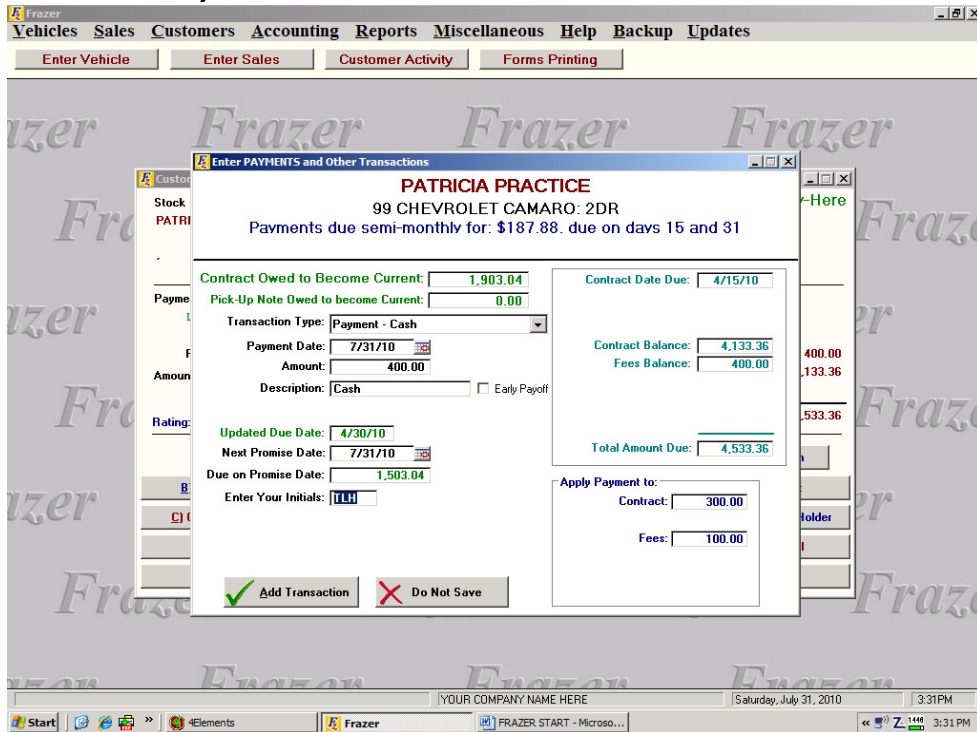 Frazer
Vehicles Sales Customers Accounting Reports Miscellaneous Help Backup Updates
Enter Vehicle Enter Sales Customer Activity Forms Printing
Frazer Frazer Frazer
Enter PAYMENTS and Other Transactions
PATRICIA PRACTICE
99 CHEVROLET CAMARO: 2DR
Payments due semi-monthly for: $187.88. due on days 15 and 31
Stock
PATRI
-Here
Contract Owed to Become Current: 1,903.04
Contract Date Due: 4/15/10
Pick-Up Note Owed to become Current: 0.00
Transaction Type: Payment - Cash
Payment Date: 7/31/10
Contract Balance: 4,133.36
Amount: 400.00
Fees Balance: 400.00
Description: Cash Early Payoff
Updated Due Date: 4/30/10
Next Promise Date: 7/31/10
Total Amount Due: 4,533.36
Due on Promise Date: 1,503.04
Apply Payment to:
Enter Your Initials: TLH
Contract: 300.00
Fees: 100.00
Add Transaction Do Not Save
Payme
Amoun
Rating:
400.00
,133.36
,533.36
B
C) C
Holder
YOUR COMPANY NAME HERE Saturday, July 31, 2010 3:31PM
Start » 4Elements Frazer FRAZER START - Microso... « 3:31 PM